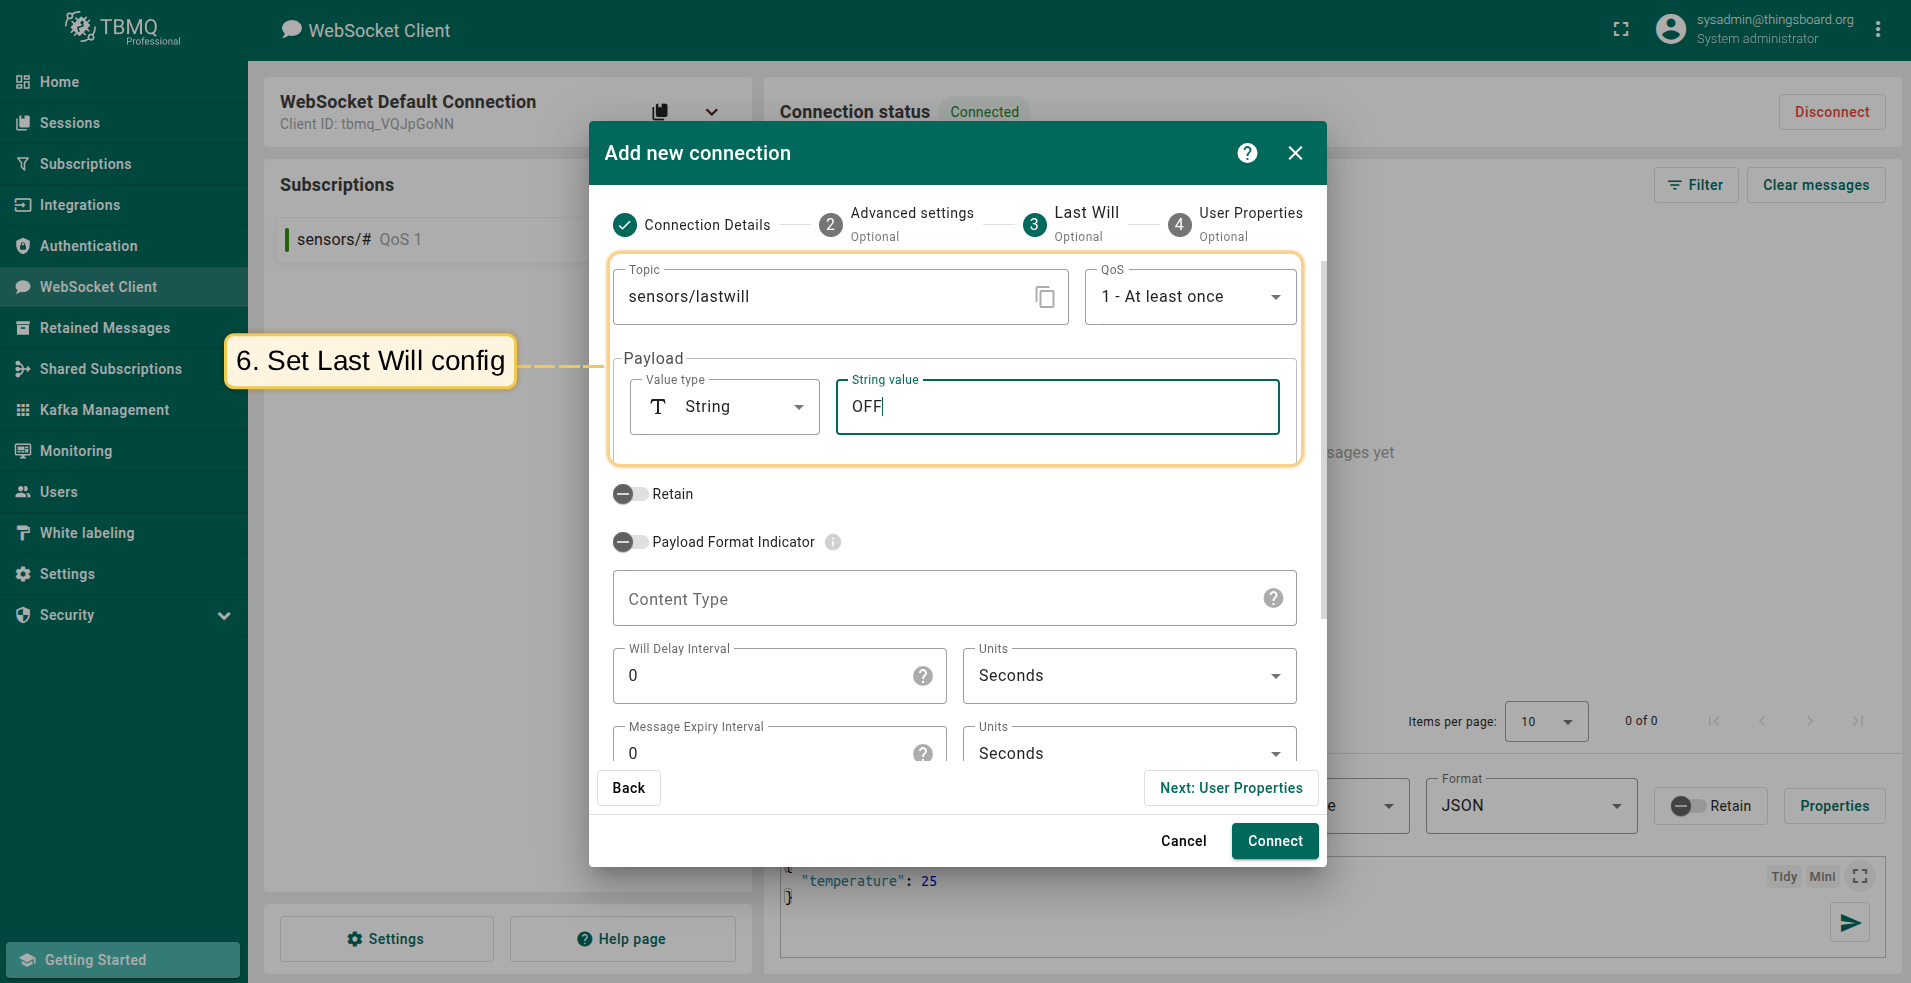 TBMQ
Professional
WebSocket Client
sysadmin@thingsboard.org
System administrator
Home
Sessions
Subscriptions
Integrations
Authentication
WebSocket Client
Retained Messages
Shared Subscriptions
Kafka Management
Monitoring
Users
White labeling
Settings
Security
Getting Started
WebSocket Default Connection
Client ID: tbmq_VQJpGoNN
Subscriptions
sensors/# QoS 1
Settings
Help page
Connection status Connected
Disconnect
Filter
Clear messages
sages yet
Items per page: 10
0 of 0
e
Format
JSON
Retain
Properties
{
"temperature": 25
}
Tidy Mini
Add new connection
Connection Details
2 Advanced settings
Optional
3 Last Will
Optional
4 User Properties
Optional
6. Set Last Will config
Topic
sensors/lastwill
QoS
1 - At least once
Payload
Value type
String
String value
OFF
Retain
Payload Format Indicator
Content Type
Will Delay Interval
0
Units
Seconds
Message Expiry Interval
0
Units
Seconds
Back
Next: User Properties
Cancel
Connect